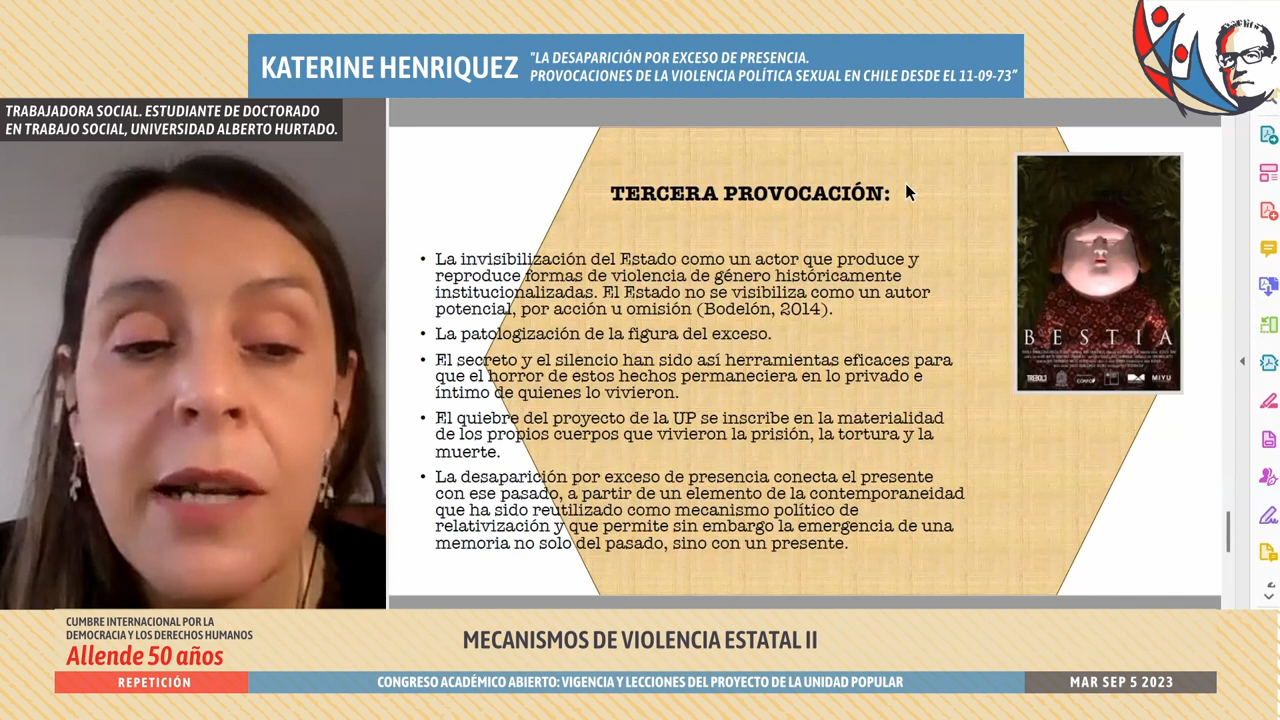 KATERINE HENRIQUEZ
"LA DESAPARICIÓN POR EXCESO DE PRESENCIA.
PROVOCACIONES DE LA VIOLENCIA POLÍTICA SEXUAL EN CHILE DESDE EL 11-09-73"
TRABAJADORA SOCIAL. ESTUDIANTE DE DOCTORADO
EN TRABAJO SOCIAL, UNIVERSIDAD ALBERTO HURTADO.
TERCERA PROVOCACIÓN:
• La invisibilización del Estado como un actor que produce y
reproduce formas de violencia de género históricamente
institucionalizadas. El Estado no se visibiliza como un autor
potencial, por acción u omisión (Bodelón, 2014).
• La patologización de la figura del exceso.
• El secreto y el silencio han sido así herramientas eficaces para
que el horror de estos hechos permaneciera en lo privado e
íntimo de quienes lo vivieron.
• El quiebre del proyecto de la UP se inscribe en la materialidad
de los propios cuerpos que vivieron la prisión, la tortura y la
muerte.
• La desaparición por exceso de presencia conecta el presente
con ese pasado, a partir de un elemento de la contemporaneidad
que ha sido reutilizado como mecanismo político de
relativización y que permite sin embargo la emergencia de una
memoria no solo del pasado, sino con un presente.
BESTIA
TREBOL3
MIYU
CUMBRE INTERNACIONAL POR LA
DEMOCRACIA Y LOS DERECHOS HUMANOS
Allende 50 años
REPETICIÓN
MECANISMOS DE VIOLENCIA ESTATAL II
CONGRESO ACADÉMICO ABIERTO: VIGENCIA Y LECCIONES DEL PROYECTO DE LA UNIDAD POPULAR
MAR SEP 5 2023